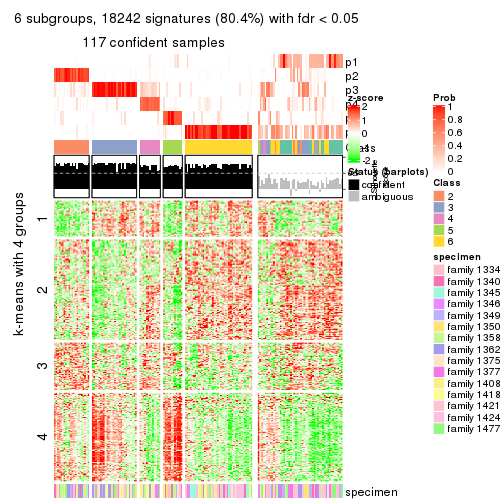 6 subgroups, 18242 signatures (80.4%) with fdr < 0.05
117 confident samples
p1
p2
p3
z-score
2
1
0
-1
-2
Status (barplots)
confident
ambiguous
Prob
1
0.8
0.6
0.4
0.2
0
Class
2
3
4
5
6
specimen
family 1334
family 1340
family 1345
family 1346
family 1349
family 1350
family 1358
family 1362
family 1375
family 1377
family 1408
family 1418
family 1421
family 1424
family 1477
k-means with 4 groups
1
2
3
4
specimen